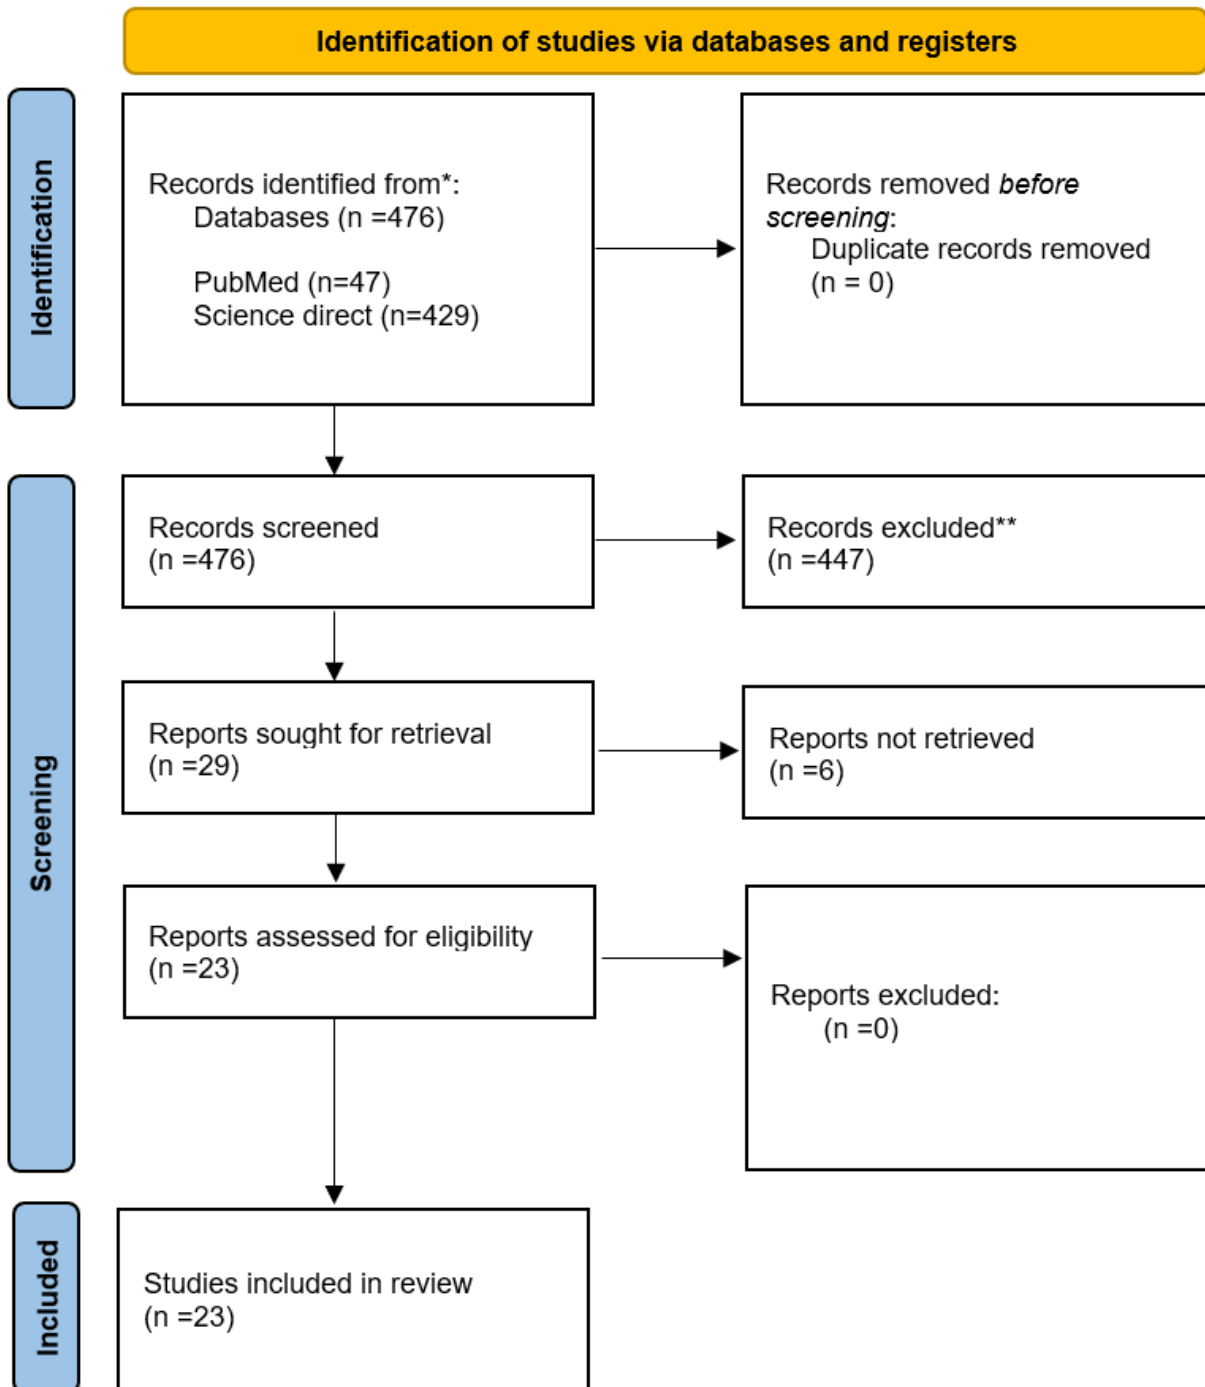 Identification of studies via databases and registers
Identification
Records identified from*:
Databases (n =476)
PubMed (n=47)
Science direct (n=429)
Records removed before
screening:
Duplicate records removed
(n = 0)
Screening
Records screened
(n =476)
Records excluded**
(n =447)
Reports sought for retrieval
(n =29)
Reports not retrieved
(n =6)
Reports assessed for eligibility
(n =23)
Reports excluded:
(n =0)
Included
Studies included in review
(n =23)